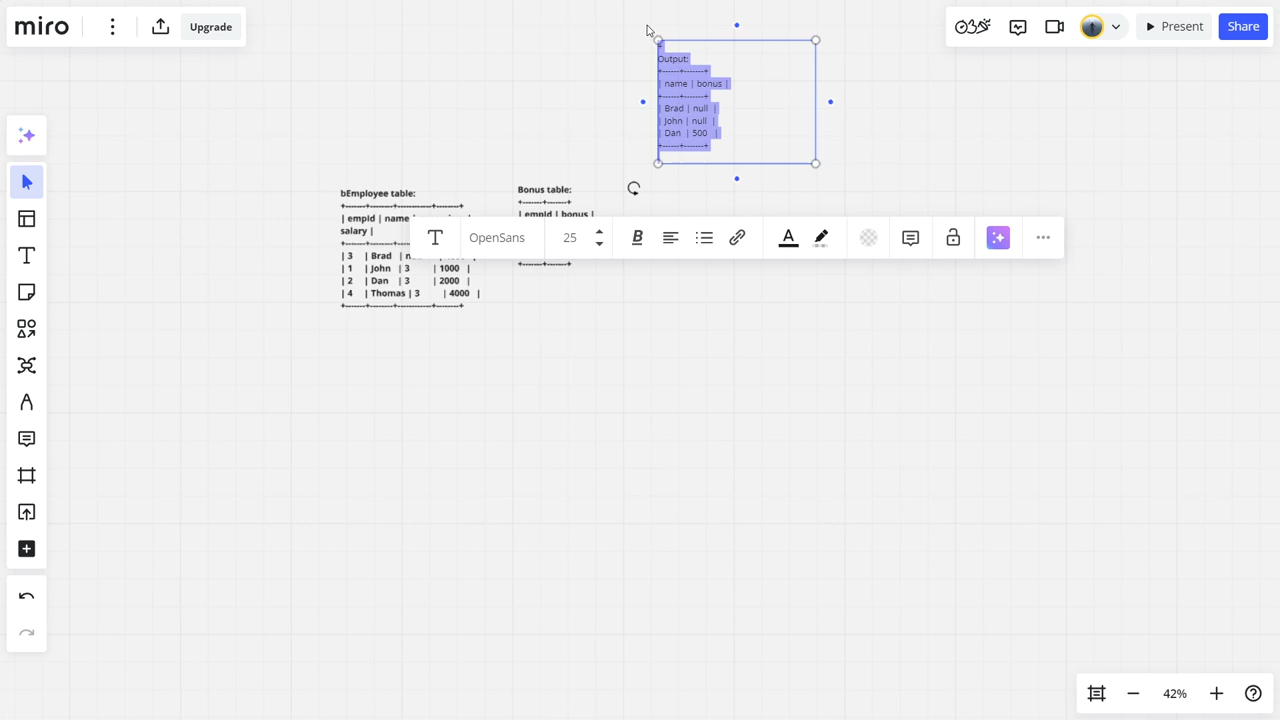 miro
Upgrade
Present
Share
+
Output:
+------+-------+
| name | bonus |
+------+-------+
| Brad | null |
| John | null |
| Dan | 500 |
+------+-------+
bEmployee table:
+-------+--------+------------+--------+
| empId | name
salary |
+-------+--------
| 3 | Brad
| 1 | John | 3 | 1000 |
| 2 | Dan | 3 | 2000 |
| 4 | Thomas | 3 | 4000 |
+-------+--------+------------+--------+
Bonus table:
+-------+-------+
| empId | bonus |
+-------+-------+
OpenSans
25
42%